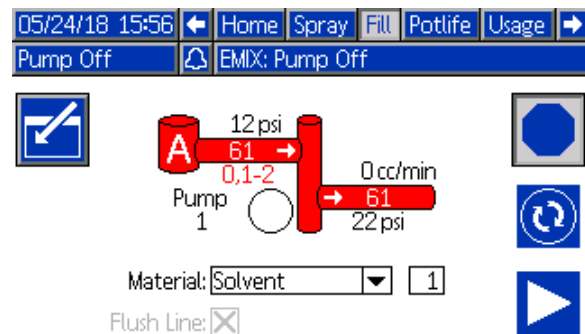 05/24/18 15:56 Home Spray Fill Potlife Usage
Pump Off EMIX: Pump Off
12 psi
A 61
0,1-2
0 cc/min
Pump
1
61
22 psi
Material: Solvent 1
Flush Line: